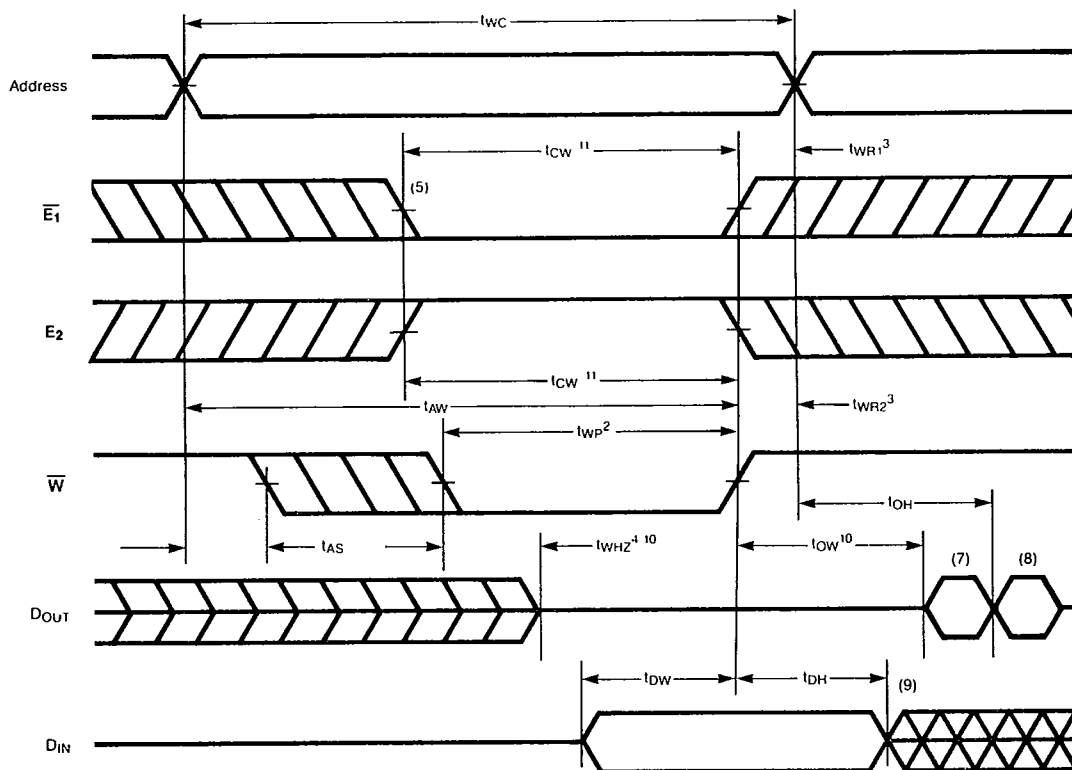 tWC
Address
tCW 11
tWR1 3
(5)
E1
E2
tCW 11
tAW
tWR2 3
tWP 2
W
tOH
tAS
tWHZ 4 10
tOW 10
(7)
(8)
DOUT
tDW
tDH
(9)
DIN